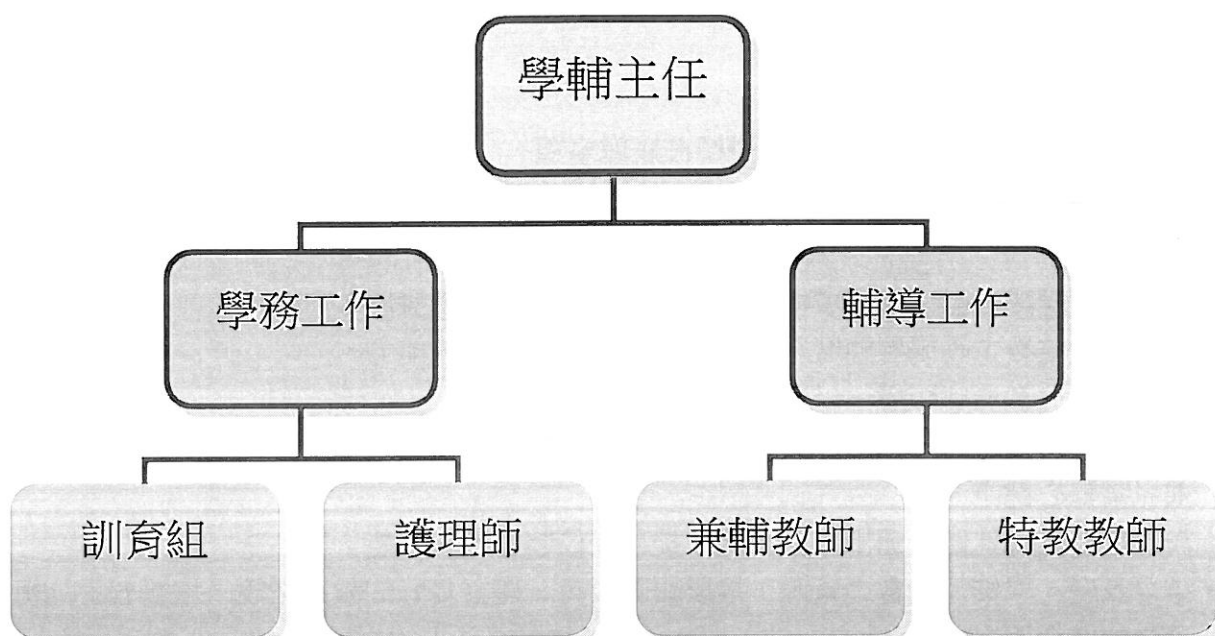 學輔主任
學務工作
輔導工作
訓育組
護理師
兼輔教師
特教教師